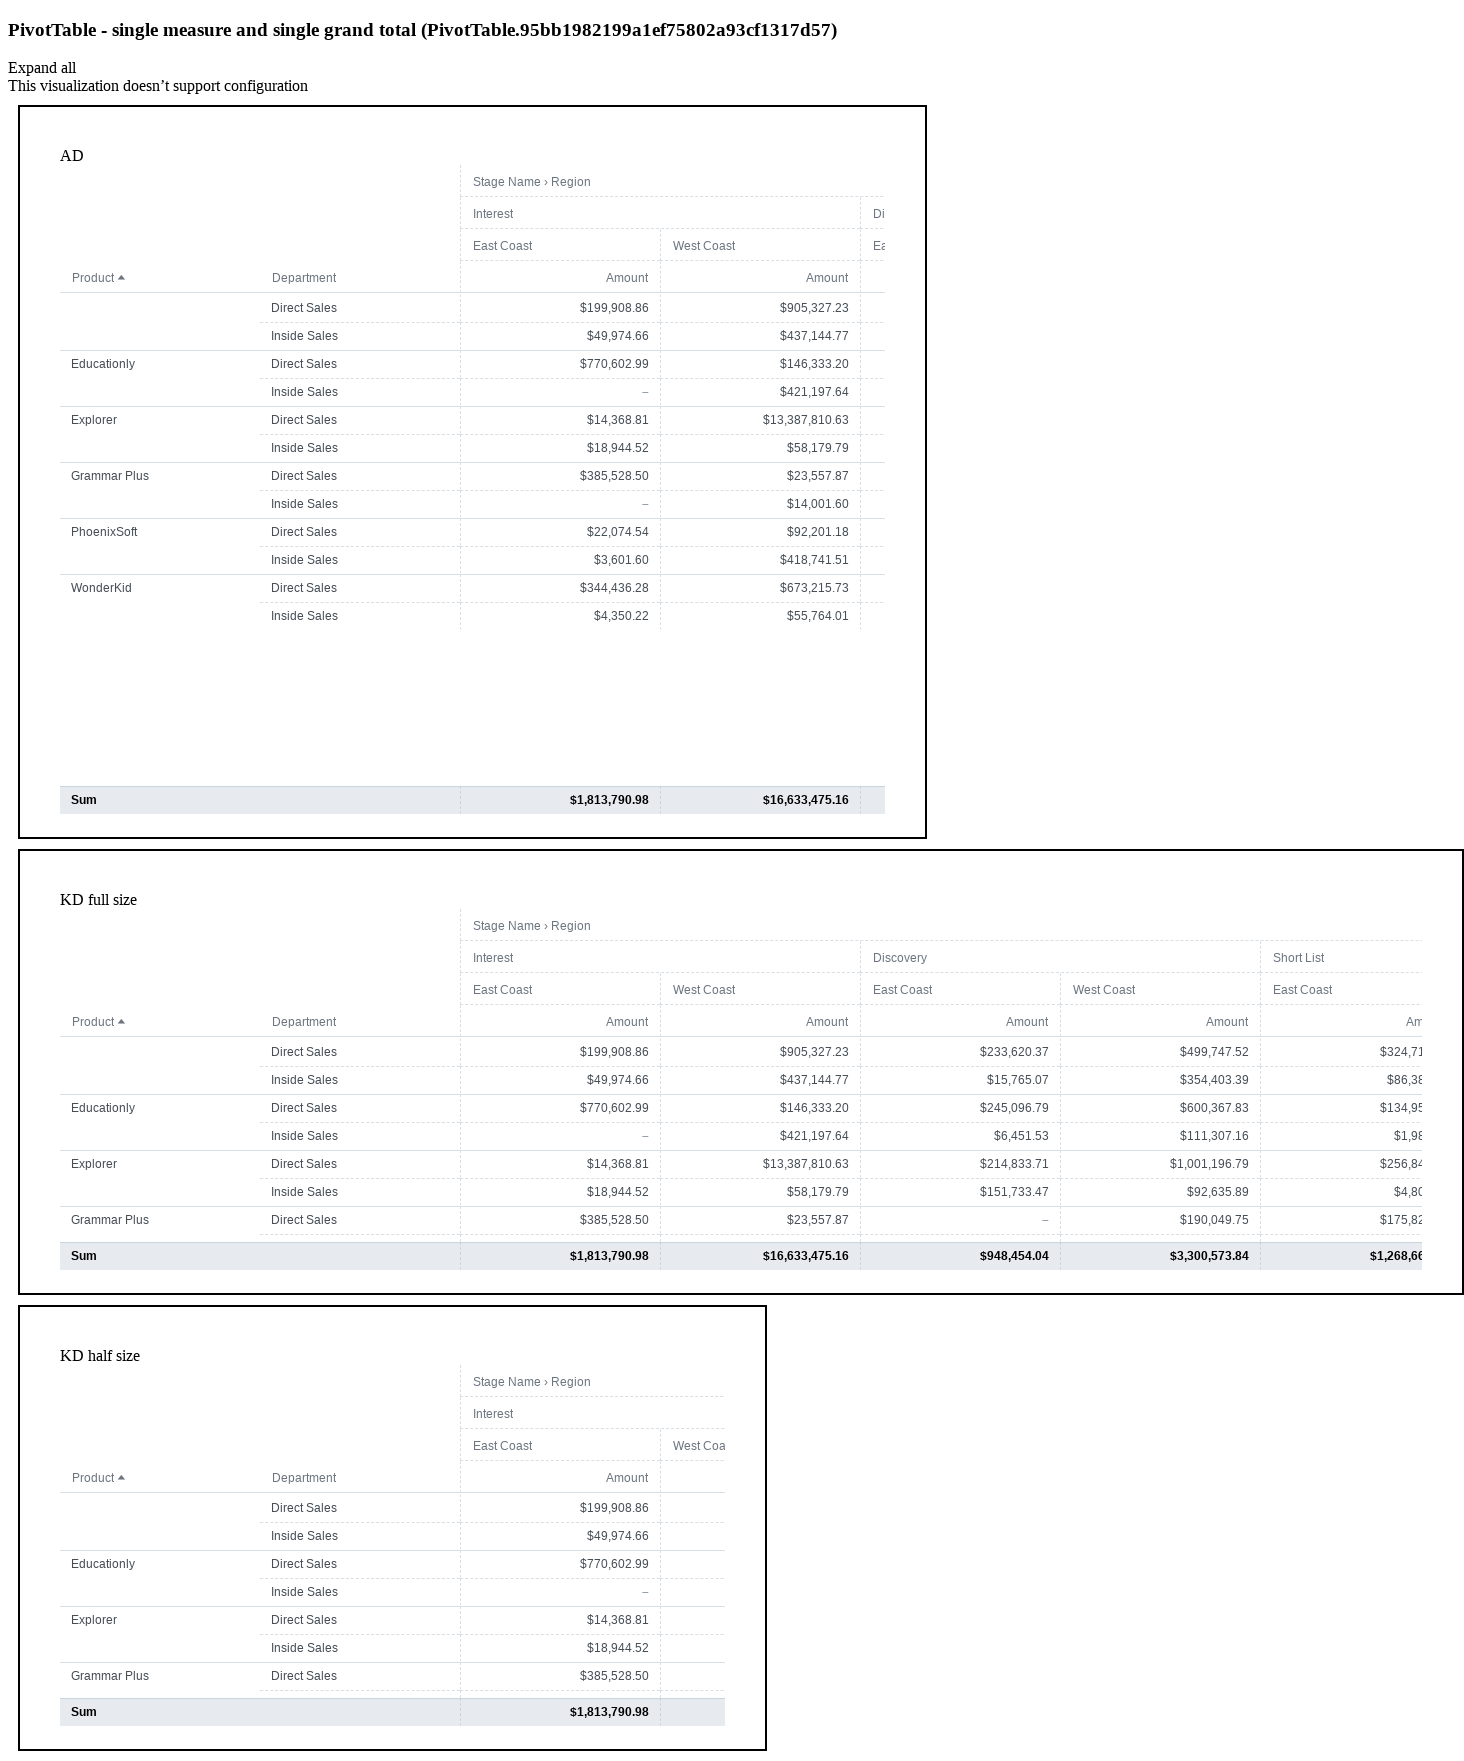 PivotTable - single measure and single grand total (PivotTable.95bb1982199a1ef75802a93cf1317d57)
Expand all
This visualization doesn’t support configuration
AD
Stage Name › Region
Interest Di
East Coast West Coast Ea
Product Department Amount Amount
Direct Sales $199,908.86 $905,327.23
Inside Sales $49,974.66 $437,144.77
Educationly Direct Sales $770,602.99 $146,333.20
Inside Sales – $421,197.64
Explorer Direct Sales $14,368.81 $13,387,810.63
Inside Sales $18,944.52 $58,179.79
Grammar Plus Direct Sales $385,528.50 $23,557.87
Inside Sales – $14,001.60
PhoenixSoft Direct Sales $22,074.54 $92,201.18
Inside Sales $3,601.60 $418,741.51
WonderKid Direct Sales $344,436.28 $673,215.73
Inside Sales $4,350.22 $55,764.01
Sum $1,813,790.98 $16,633,475.16
KD full size
Stage Name › Region
Interest Discovery Short List
East Coast West Coast East Coast West Coast East Coast
Product Department Amount Amount Amount Amount Am
Direct Sales $199,908.86 $905,327.23 $233,620.37 $499,747.52 $324,71
Inside Sales $49,974.66 $437,144.77 $15,765.07 $354,403.39 $86,38
Educationly Direct Sales $770,602.99 $146,333.20 $245,096.79 $600,367.83 $134,95
Inside Sales – $421,197.64 $6,451.53 $111,307.16 $1,98
Explorer Direct Sales $14,368.81 $13,387,810.63 $214,833.71 $1,001,196.79 $256,84
Inside Sales $18,944.52 $58,179.79 $151,733.47 $92,635.89 $4,80
Grammar Plus Direct Sales $385,528.50 $23,557.87 – $190,049.75 $175,82
Sum $1,813,790.98 $16,633,475.16 $948,454.04 $3,300,573.84 $1,268,66
KD half size
Stage Name › Region
Interest
East Coast West Coa
Product Department Amount
Direct Sales $199,908.86
Inside Sales $49,974.66
Educationly Direct Sales $770,602.99
Inside Sales –
Explorer Direct Sales $14,368.81
Inside Sales $18,944.52
Grammar Plus Direct Sales $385,528.50
Sum $1,813,790.98